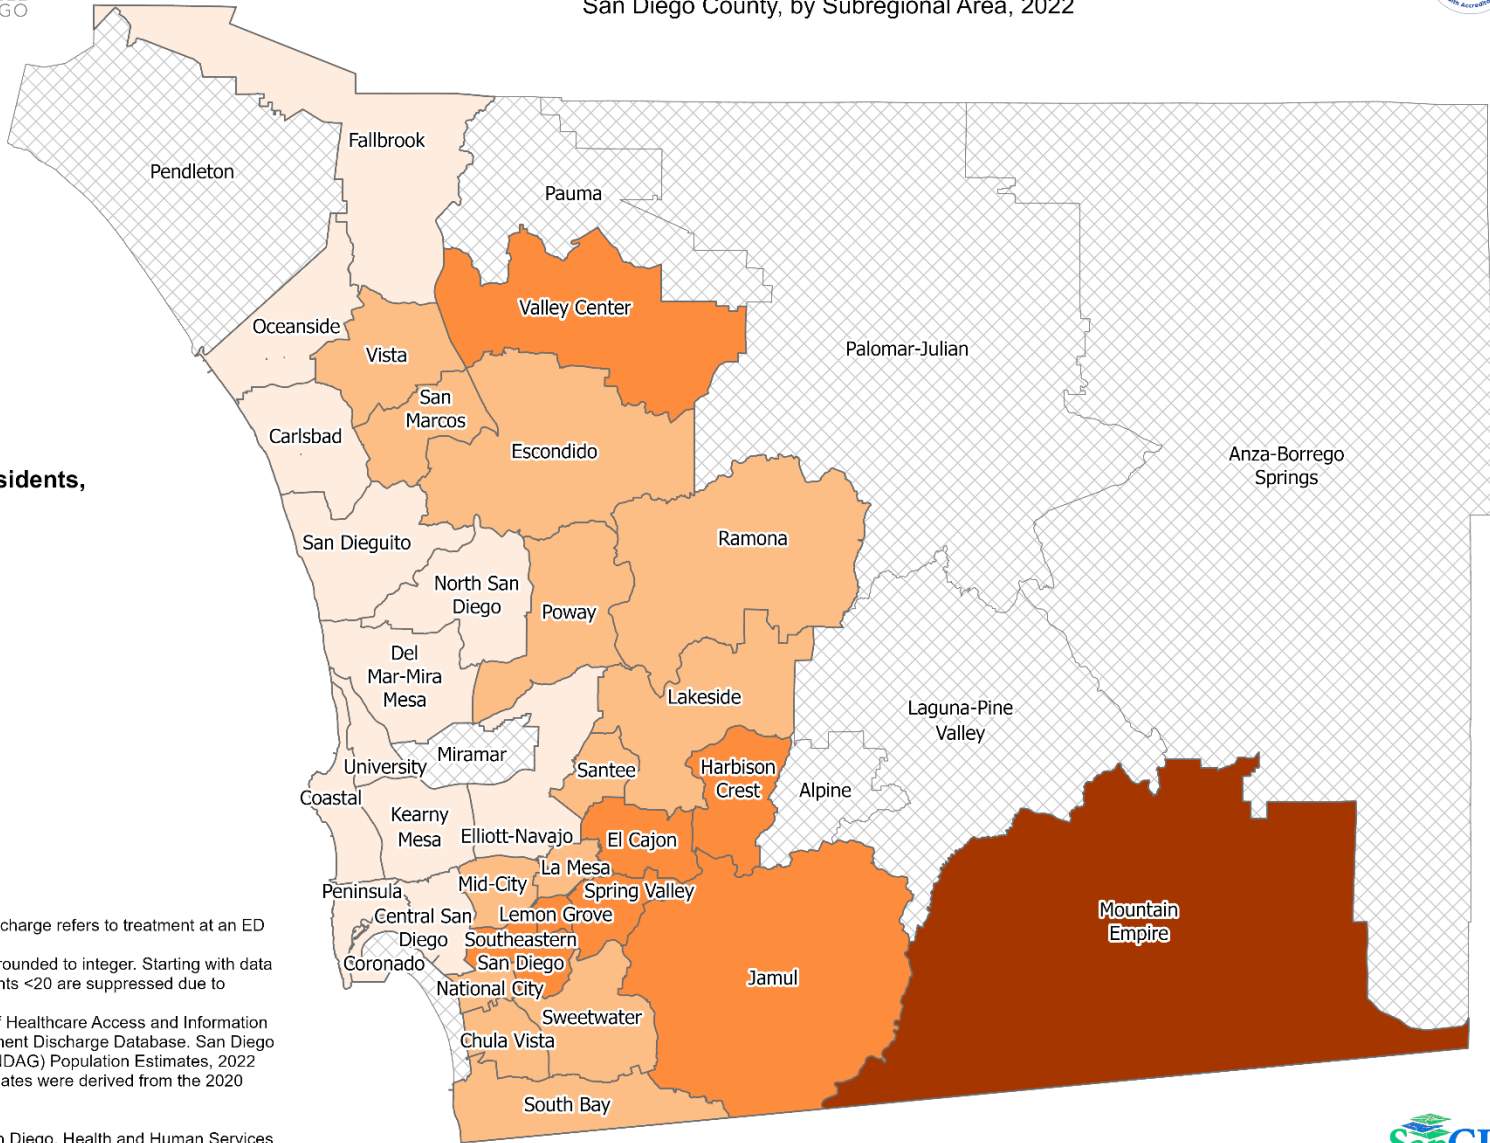 GO
San Diego County, by Subregional Area, 2022
Fallbrook
Pendleton
Pauma
Valley Center
Oceanside
Vista
Palomar-Julian
San
Marcos
Carlsbad
Escondido
Anza-Borrego
Springs
sidents,
San Dieguito
Ramona
North San
Diego
Poway
Del
Mar-Mira
Mesa
Lakeside
Laguna-Pine
Valley
Miramar
University
Santee
Harbison
Crest
Alpine
Coastal
Kearny
Mesa
Elliott-Navajo
El Cajon
La Mesa
Mid-City
Spring Valley
Peninsula
Central San
Diego
Lemon Grove
Mountain
Empire
Southeastern
San Diego
Coronado
Jamul
National City
Sweetwater
Chula Vista
South Bay
charge refers to treatment at an ED
rounded to integer. Starting with data
nts <20 are suppressed due to
f Healthcare Access and Information
nent Discharge Database. San Diego
NDAG) Population Estimates, 2022
ates were derived from the 2020
n Diego, Health and Human Services